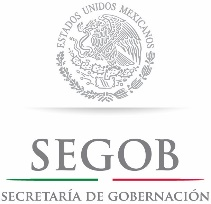 ESTADOS UNIDOS MEXICANOS
SEGOB
SECRETARÍA DE GOBERNACIÓN